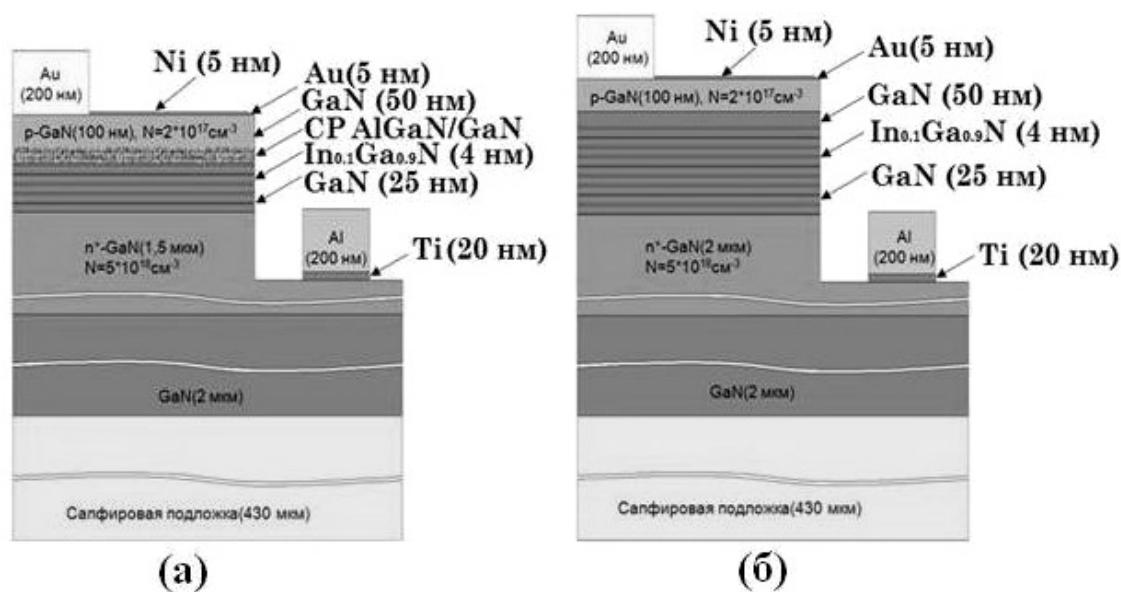 Au
(200 нм)
Ni (5 нм)
Au(5 нм)
p-GaN(100 нм), N=2*10¹⁷см⁻³
GaN (50 нм)
СР AlGaN/GaN
In₀.₁Ga₀.₉N (4 нм)
GaN (25 нм)
n⁺-GaN(1,5 мкм)
N=5*10¹⁸см⁻³
Al
(200 нм)
Ti(20 нм)
GaN(2 мкм)
Сапфировая подложка(430 мкм)
(а)
Au
(200 нм)
Ni (5 нм)
Au(5 нм)
p-GaN(100 нм), N=2*10¹⁷см⁻³
GaN (50 нм)
In₀.₁Ga₀.₉N (4 нм)
GaN (25 нм)
n⁺-GaN(2 мкм)
N=5*10¹⁸см⁻³
Al
(200 нм)
Ti (20 нм)
GaN(2 мкм)
Сапфировая подложка(430 мкм)
(б)